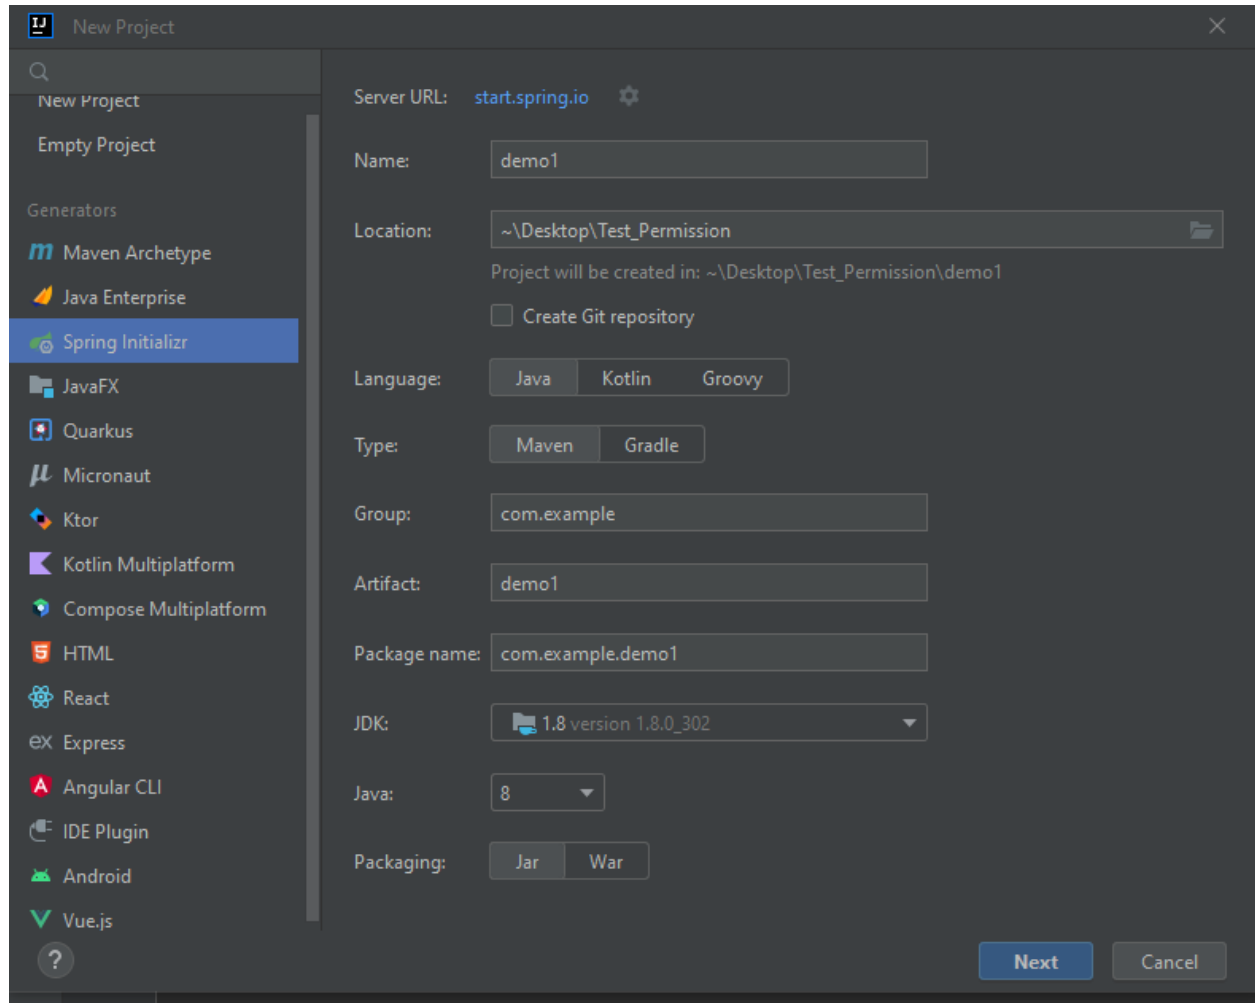 New Project
New Project
Empty Project
Generators
Maven Archetype
Java Enterprise
Spring Initializr
JavaFX
Quarkus
Micronaut
Ktor
Kotlin Multiplatform
Compose Multiplatform
HTML
React
ex Express
Angular CLI
IDE Plugin
Android
Vue.js
Server URL: start.spring.io
Name: demo1
Location: ~\Desktop\Test_Permission
Project will be created in: ~\Desktop\Test_Permission\demo1
Create Git repository
Language: Java Kotlin Groovy
Type: Maven Gradle
Group: com.example
Artifact: demo1
Package name: com.example.demo1
JDK: 1.8 version 1.8.0_302
Java: 8
Packaging: Jar War
? Next Cancel